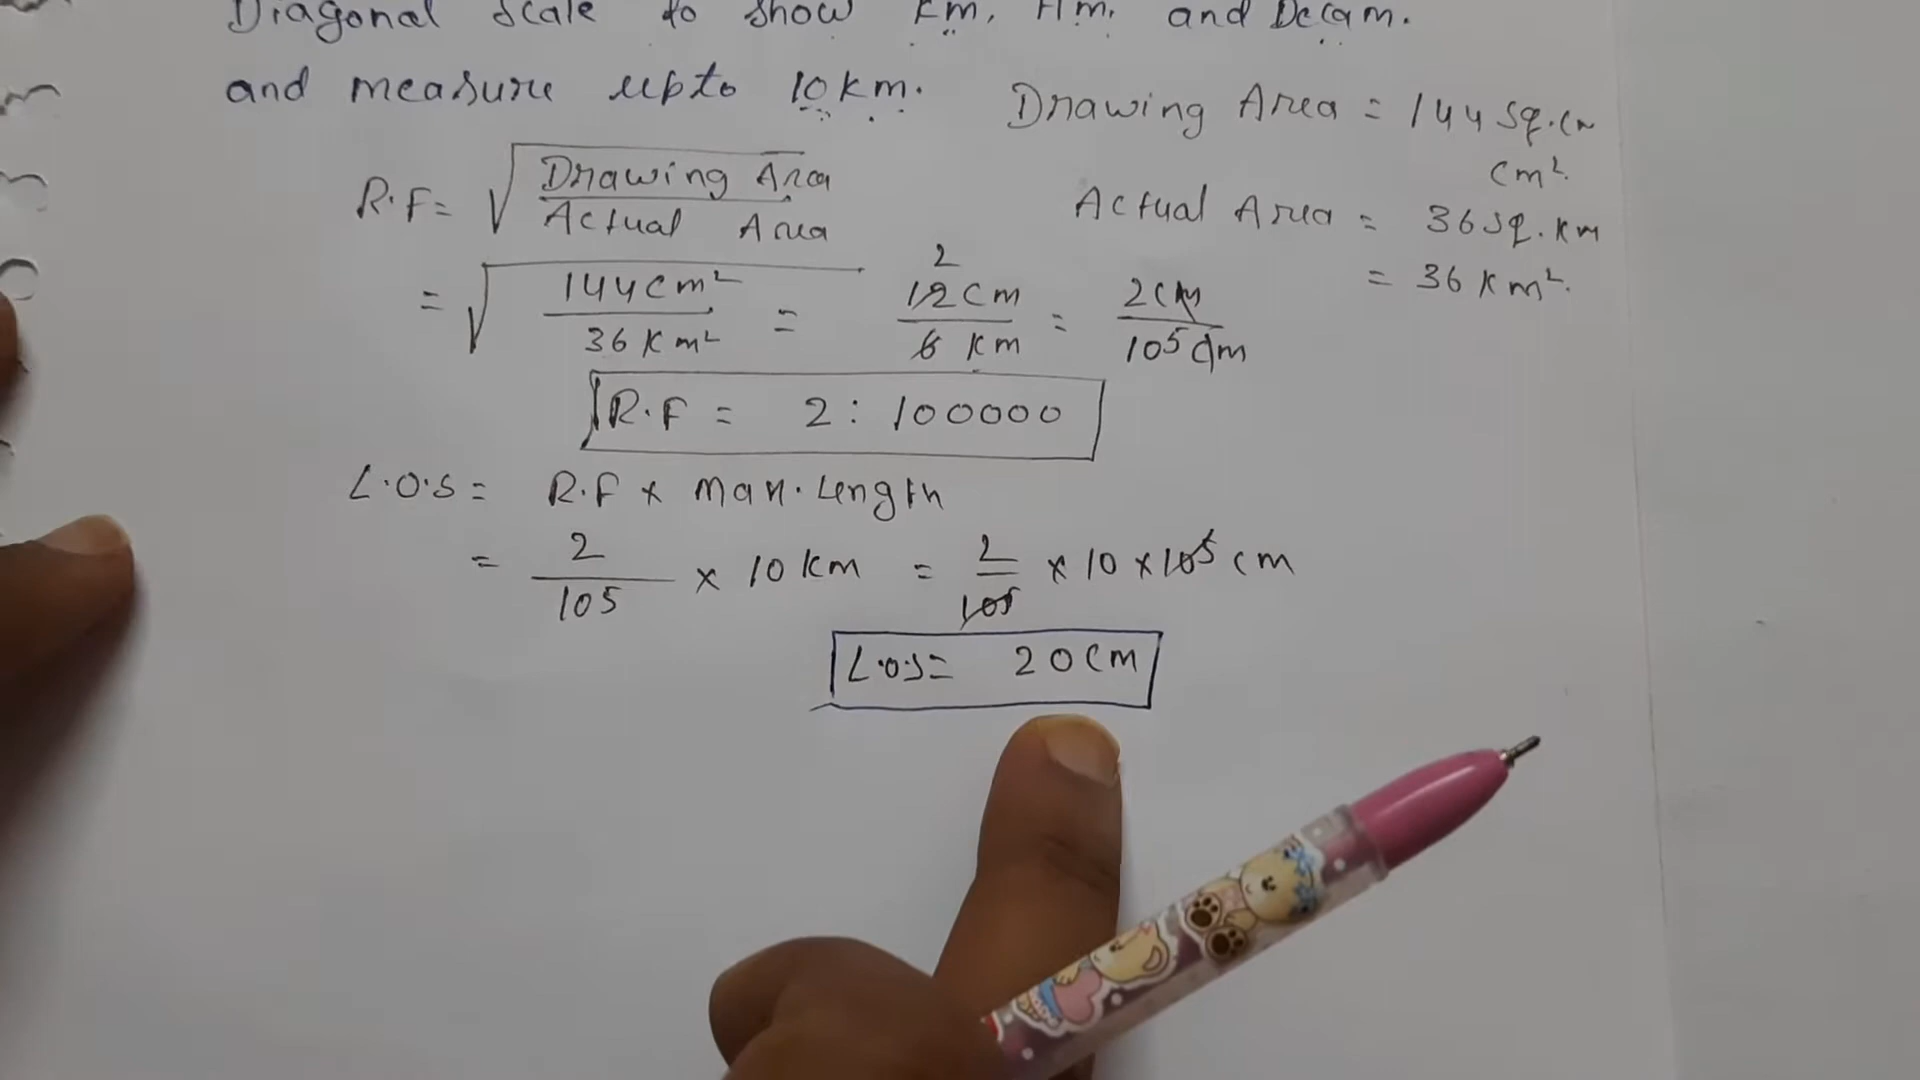 Diagonal scale to show Km, Hm, and Decam.
and measure upto 10km.
Drawing Area = 144 sq.cm
cm²
R.F = √ Drawing Area / Actual Area
Actual Area = 36 sq. km
= 36 Km².
= √ 144cm² / 36 Km² = 12cm / 6 km = 2cm / 10⁵ cm
2
R.F = 2 : 100000
L.O.S = R.F × max. Length
= 2 / 105 × 10 km = 2 / 10⁵ × 10 × 10⁵ cm
L.O.S = 20cm